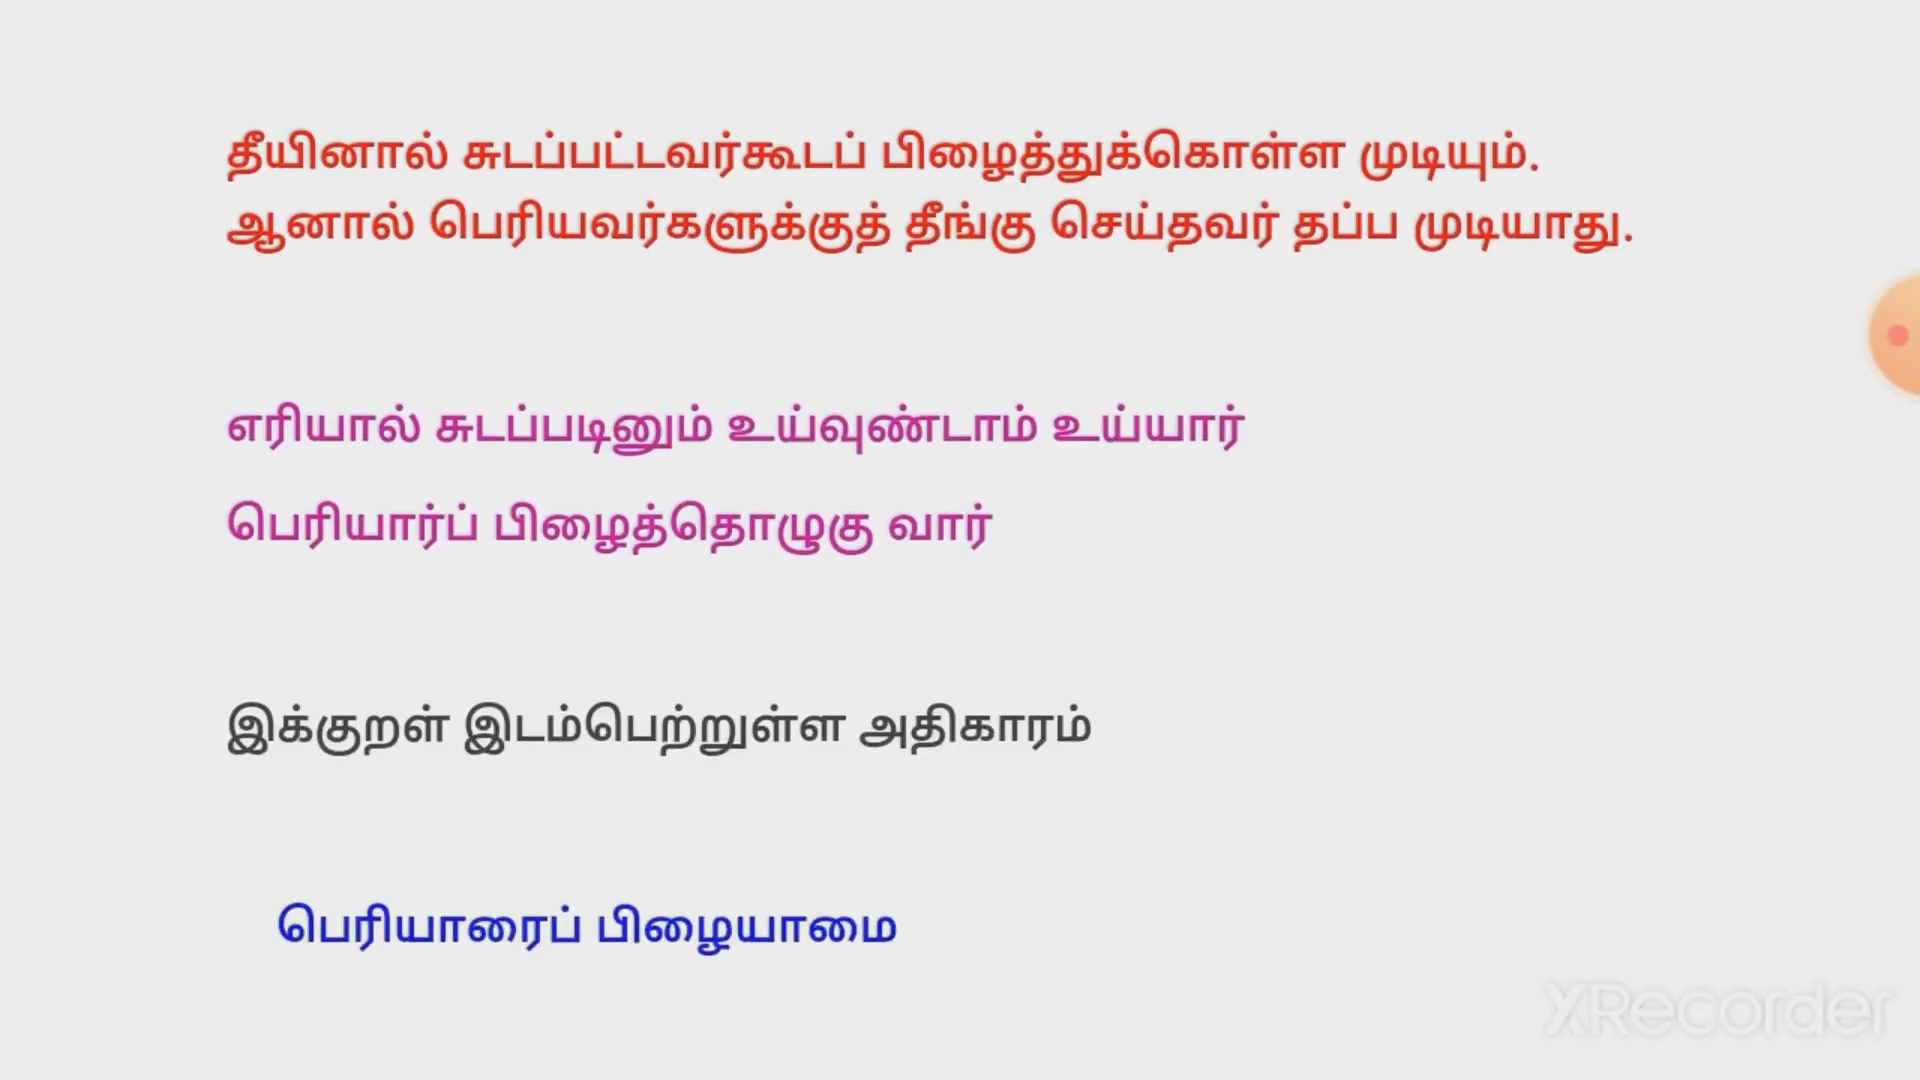 தீயினால் சுடப்பட்டவர்கூடப் பிழைத்துக்கொள்ள முடியும்.
ஆனால் பெரியவர்களுக்குத் தீங்கு செய்தவர் தப்ப முடியாது.
எரியால் சுடப்படினும் உய்வுண்டாம் உய்யார்
பெரியார்ப் பிழைத்தொழுகு வார்
இக்குறள் இடம்பெற்றுள்ள அதிகாரம்
பெரியாரைப் பிழையாமை
XRecorder